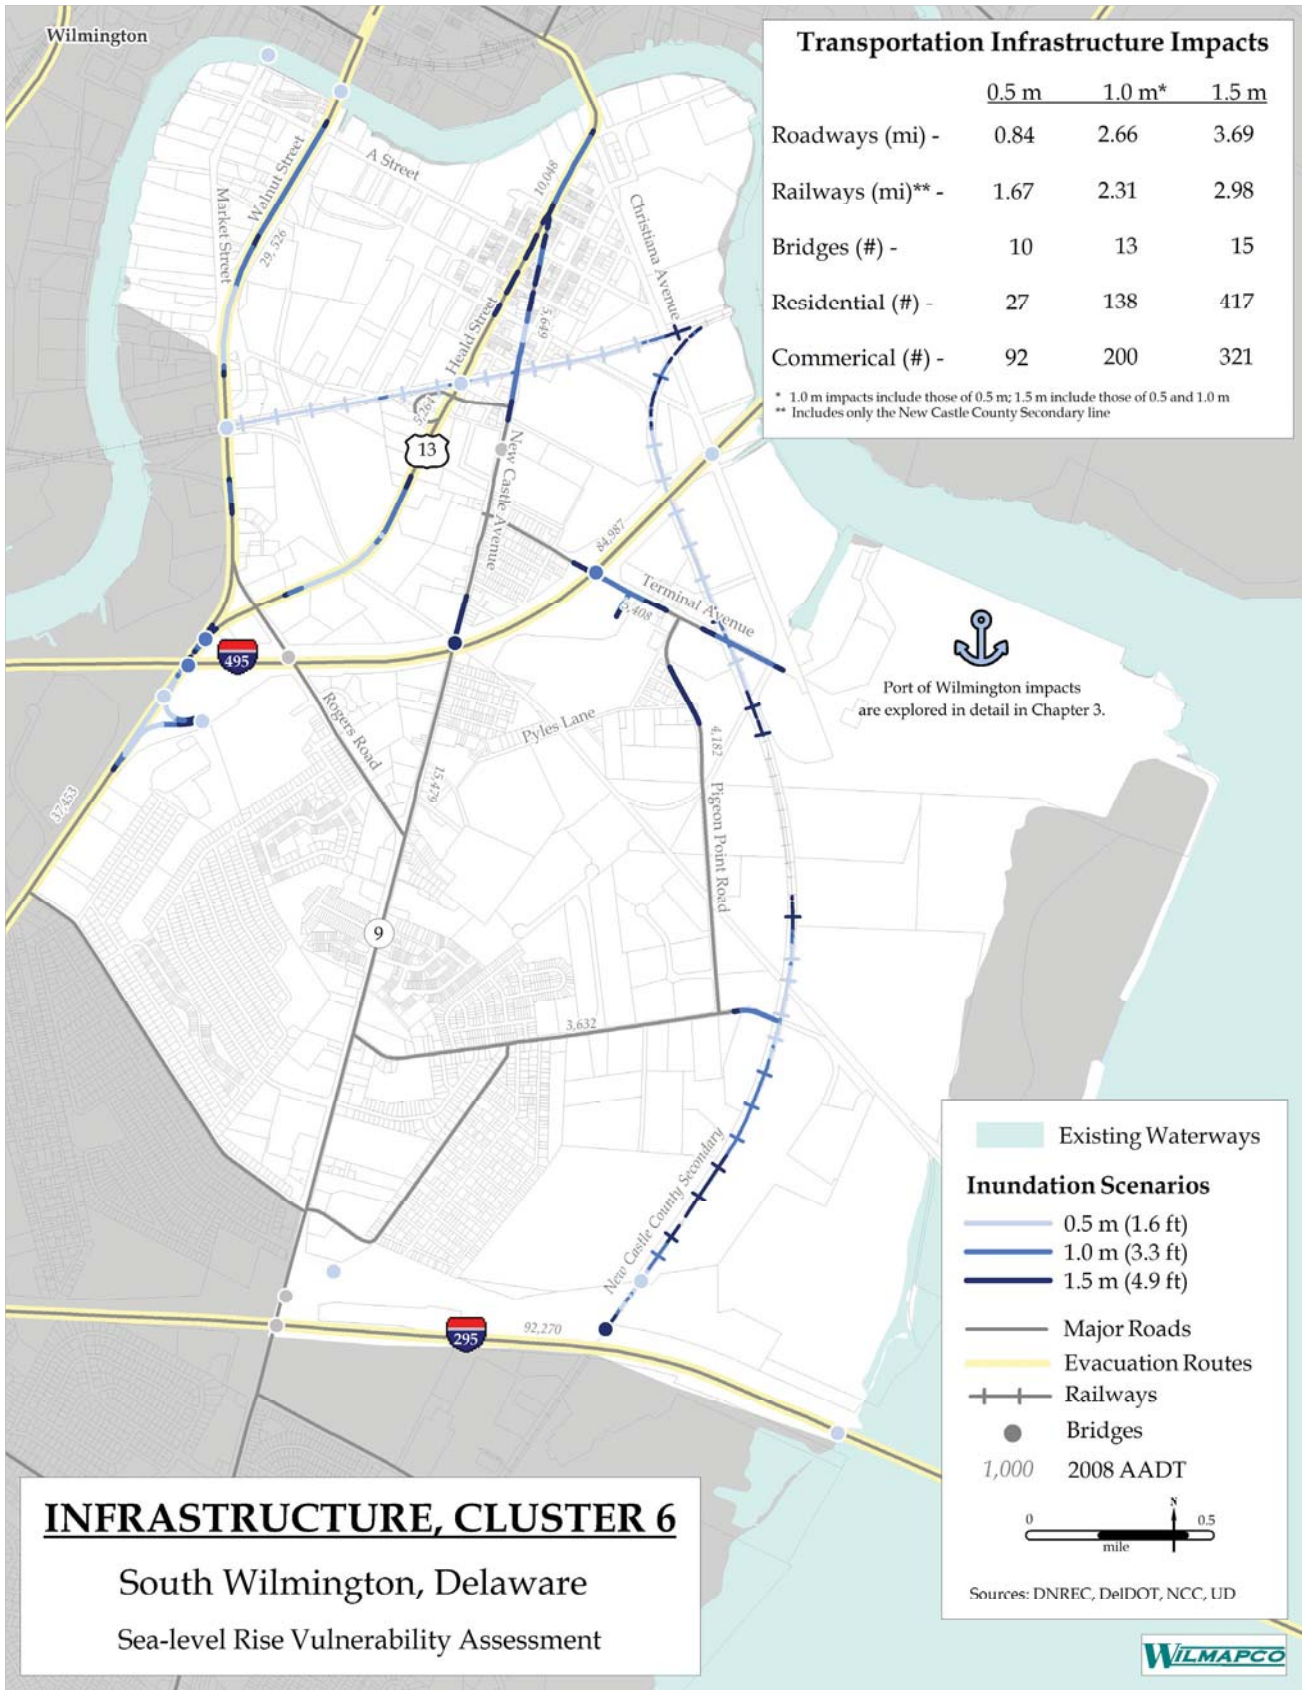 Wilmington
Transportation Infrastructure Impacts
0.5 m 1.0 m* 1.5 m
Roadways (mi) - 0.84 2.66 3.69
Railways (mi)** - 1.67 2.31 2.98
Bridges (#) - 10 13 15
Residential (#) - 27 138 417
Commerical (#) - 92 200 321
* 1.0 m impacts include those of 0.5 m; 1.5 m include those of 0.5 and 1.0 m
** Includes only the New Castle County Secondary line
Market Street
Walnut Street
29,526
A Street
10,048
Christiana Avenue
Heald Street
5,649
5,264
13
New Castle Avenue
84,987
Terminal Avenue
5,408
495
Rogers Road
Pyles Lane
4,182
Pigeon Point Road
15,479
37,453
9
3,632
New Castle County Secondary
295
92,270
Port of Wilmington impacts
are explored in detail in Chapter 3.
Existing Waterways
Inundation Scenarios
0.5 m (1.6 ft)
1.0 m (3.3 ft)
1.5 m (4.9 ft)
Major Roads
Evacuation Routes
Railways
Bridges
1,000 2008 AADT
N
0 0.5
mile
Sources: DNREC, DelDOT, NCC, UD
INFRASTRUCTURE, CLUSTER 6
South Wilmington, Delaware
Sea-level Rise Vulnerability Assessment
WILMAPCO